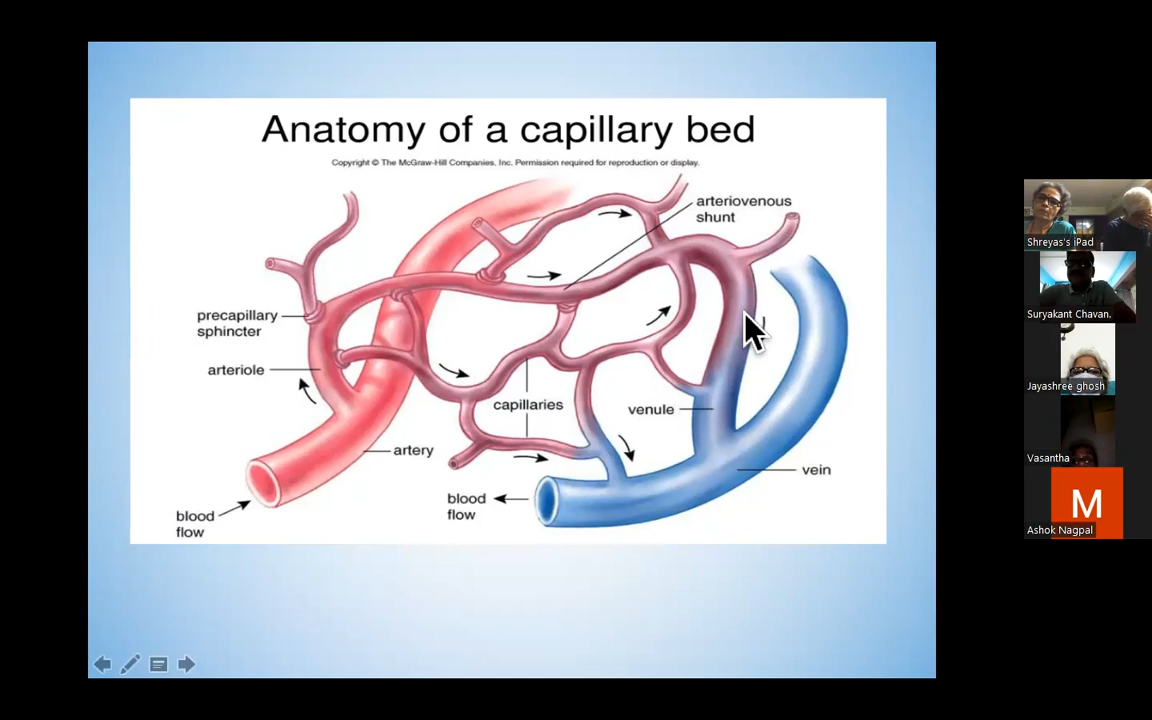 Anatomy of a capillary bed
Copyright © The McGraw-Hill Companies, Inc. Permission required for reproduction or display.
arteriovenous
shunt
precapillary
sphincter
arteriole
capillaries
venule
artery
vein
blood
flow
blood
flow
Shreyas's iPad
Suryakant Chavan.
Jayashree ghosh
Vasantha
M
Ashok Nagpal